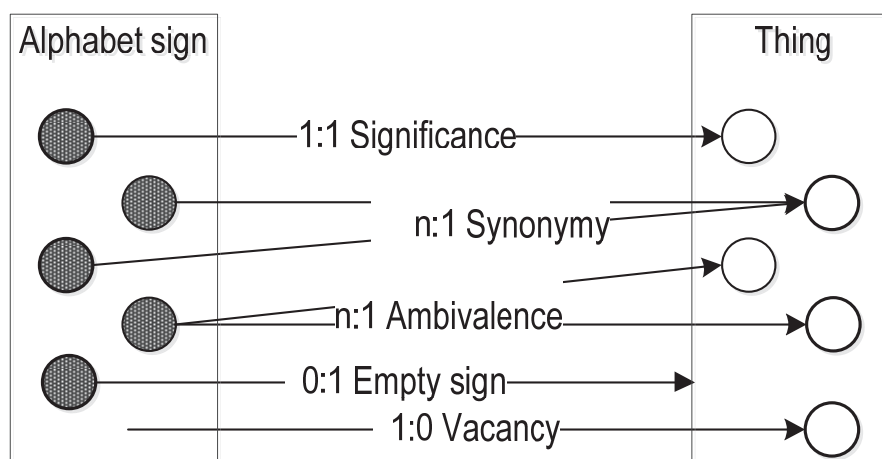 Alphabet sign
Thing
1:1 Significance
n:1 Synonymy
n:1 Ambivalence
0:1 Empty sign
1:0 Vacancy